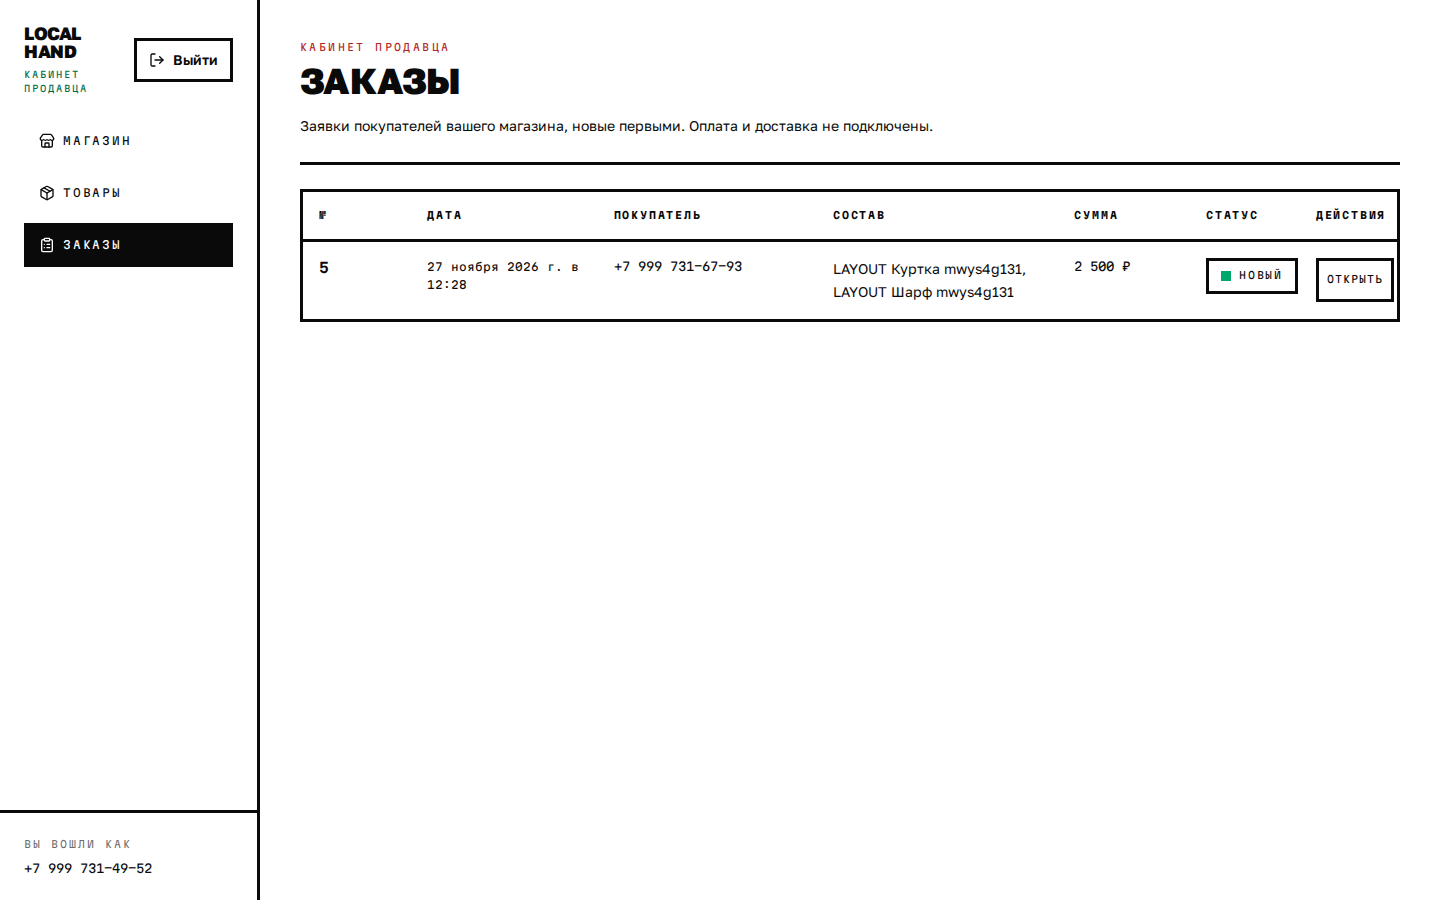 LOCAL
HAND
КАБИНЕТ
ПРОДАВЦА
Выйти
МАГАЗИН
ТОВАРЫ
ЗАКАЗЫ
ВЫ ВОШЛИ КАК
+7 999 731-49-52
КАБИНЕТ ПРОДАВЦА
ЗАКАЗЫ
Заявки покупателей вашего магазина, новые первыми. Оплата и доставка не подключены.
№ ДАТА ПОКУПАТЕЛЬ СОСТАВ СУММА СТАТУС ДЕЙСТВИЯ
5 27 ноября 2026 г. в +7 999 731-67-93 LAYOUT Куртка mwys4g131, 2 500 ₽ НОВЫЙ ОТКРЫТЬ
12:28 LAYOUT Шарф mwys4g131